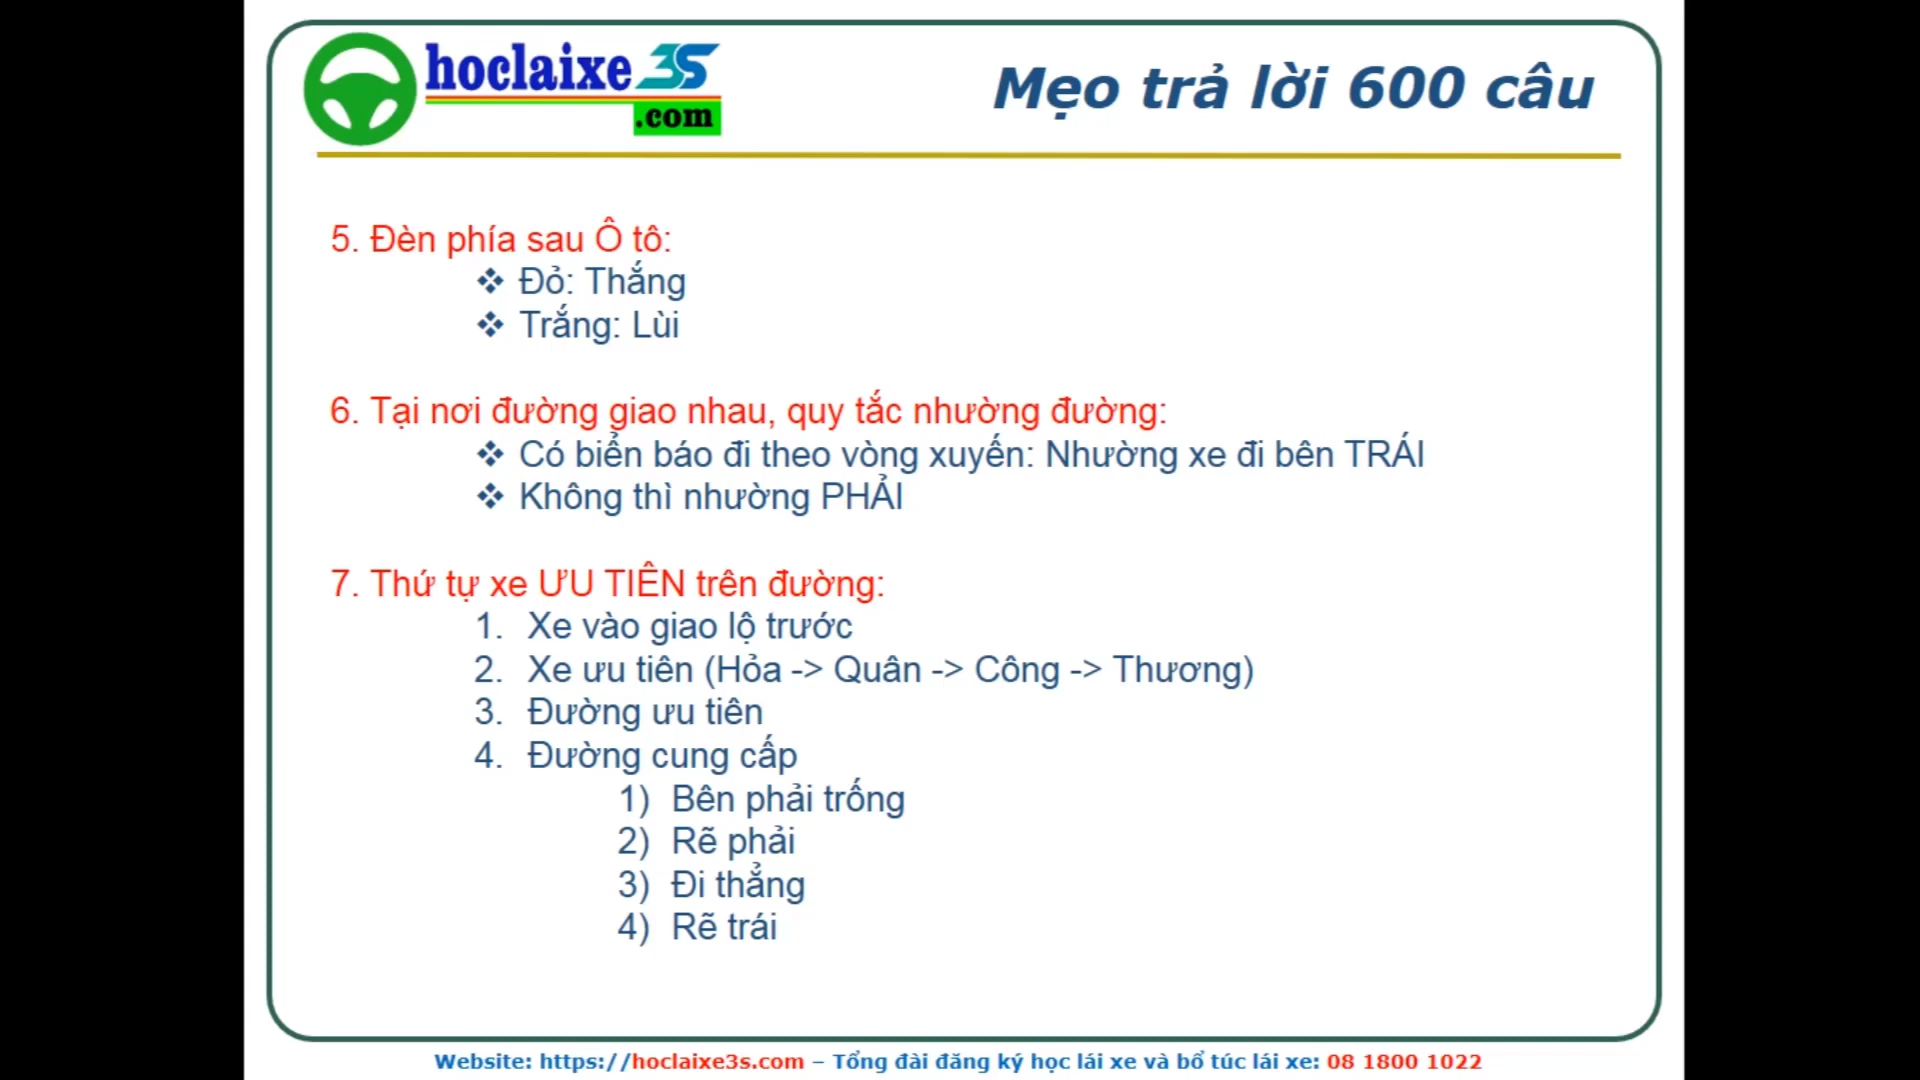 hoclaixe 3S
.com
Mẹo trả lời 600 câu
5. Đèn phía sau Ô tô:
❖ Đỏ: Thắng
❖ Trắng: Lùi
6. Tại nơi đường giao nhau, quy tắc nhường đường:
❖ Có biển báo đi theo vòng xuyến: Nhường xe đi bên TRÁI
❖ Không thì nhường PHẢI
7. Thứ tự xe ƯU TIÊN trên đường:
1. Xe vào giao lộ trước
2. Xe ưu tiên (Hỏa -> Quân -> Công -> Thương)
3. Đường ưu tiên
4. Đường cung cấp
1) Bên phải trống
2) Rẽ phải
3) Đi thẳng
4) Rẽ trái
Website: https://hoclaixe3s.com – Tổng đài đăng ký học lái xe và bổ túc lái xe: 08 1800 1022